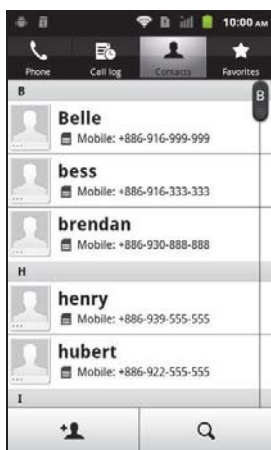 10:00 AM
Phone Call log Contacts Favorites
B
B
Belle
Mobile: +886-916-999-999
bess
Mobile: +886-916-333-333
brendan
Mobile: +886-930-888-888
H
henry
Mobile: +886-939-555-555
hubert
Mobile: +886-922-555-555
I